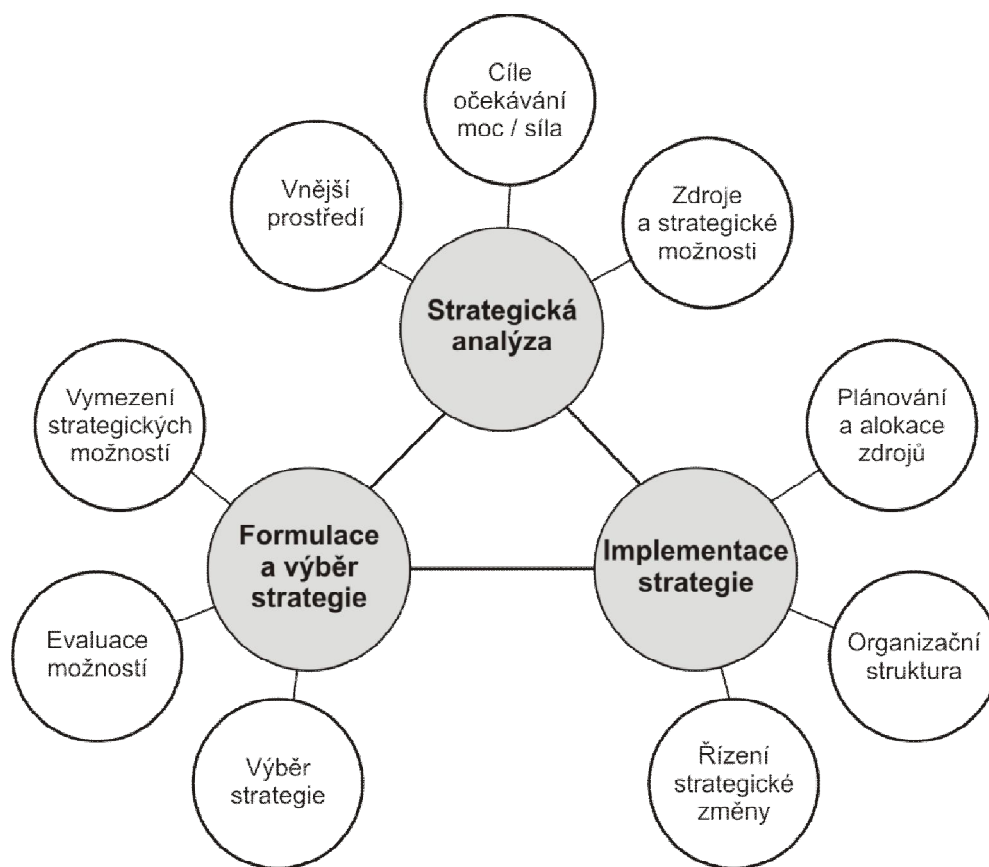 Cíle
očekávání
moc / síla
Vnější
prostředí
Zdroje
a strategické
možnosti
Strategická
analýza
Vymezení
strategických
možností
Plánování
a alokace
zdrojů
Formulace
a výběr
strategie
Implementace
strategie
Evaluace
možností
Organizační
struktura
Výběr
strategie
Řízení
strategické
změny